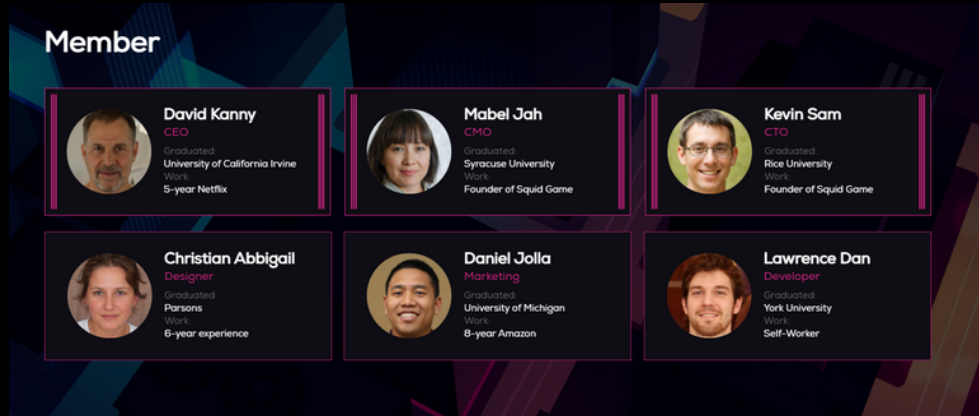 Member
David Kanny
CEO
Graduated:
University of California Irvine
Work:
5-year Netflix
Mabel Jah
CMO
Graduated:
Syracuse University
Work:
Founder of Squid Game
Kevin Sam
CTO
Graduated:
Rice University
Work:
Founder of Squid Game
Christian Abbigail
Designer
Graduated:
Parsons
Work:
6-year experience
Daniel Jolla
Marketing
Graduated:
University of Michigan
Work:
8-year Amazon
Lawrence Dan
Developer
Graduated:
York University
Work:
Self-Worker